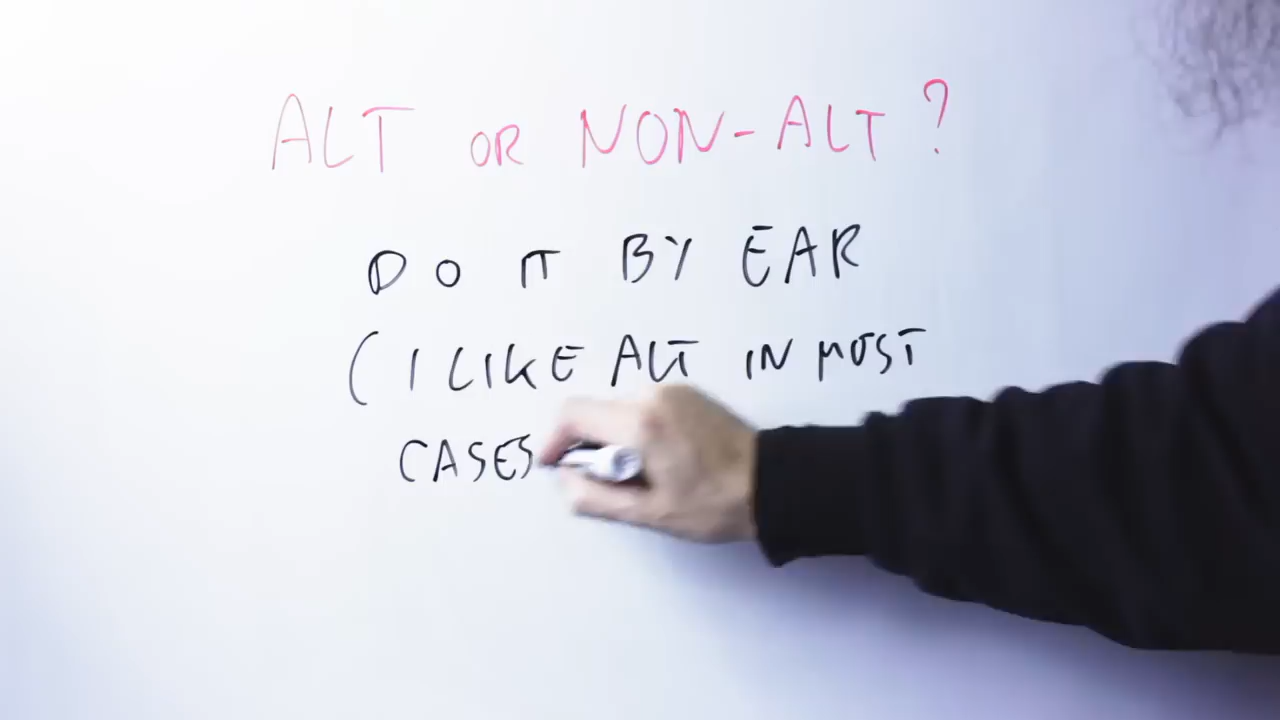 ALT OR NON-ALT?
DO IT BY EAR
(I LIKE ALT IN MOST
CASES